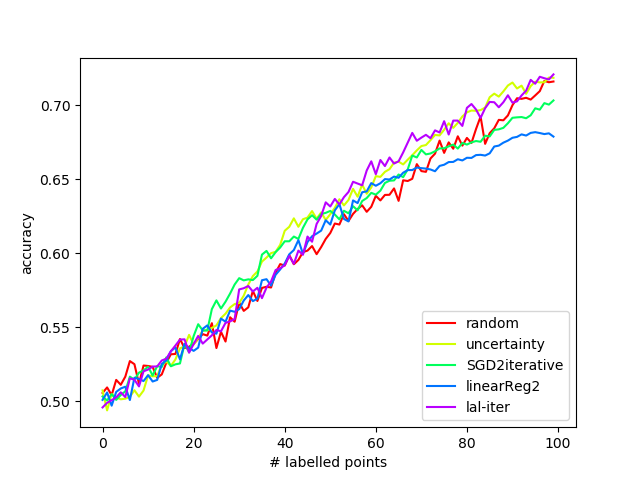 accuracy
0.70
0.65
0.60
0.55
0.50
0
20
40
60
80
100
# labelled points
random
uncertainty
SGD2iterative
linearReg2
lal-iter